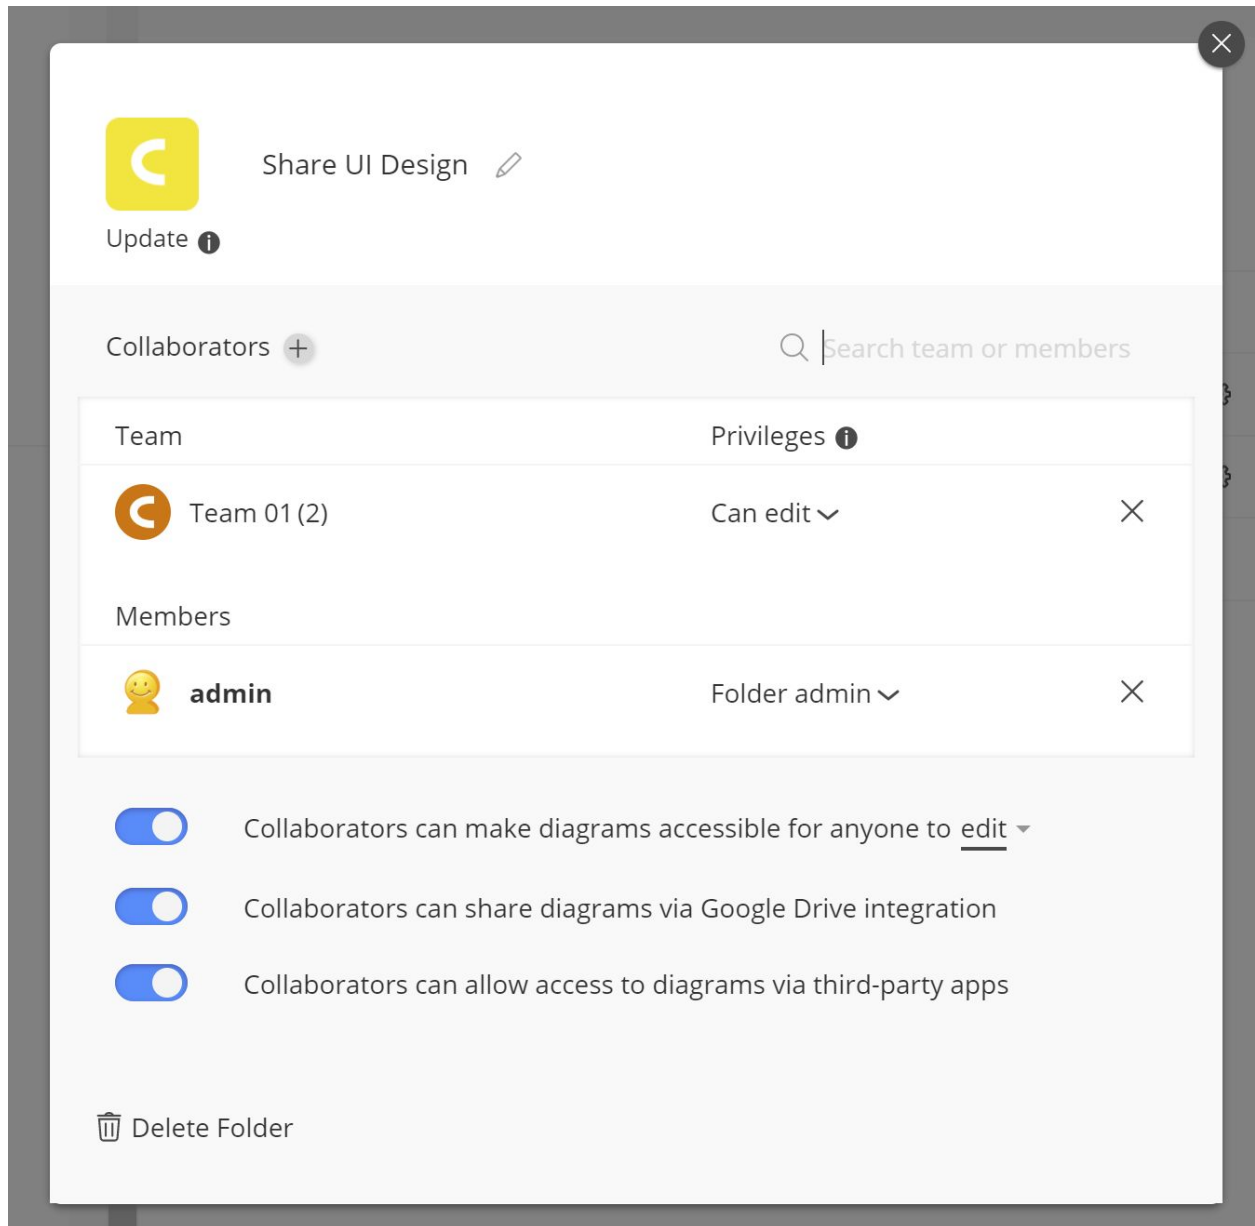 Share UI Design
Update
Collaborators
Search team or members
Team Privileges
Team 01 (2) Can edit
Members
admin Folder admin
Collaborators can make diagrams accessible for anyone to edit
Collaborators can share diagrams via Google Drive integration
Collaborators can allow access to diagrams via third-party apps
Delete Folder